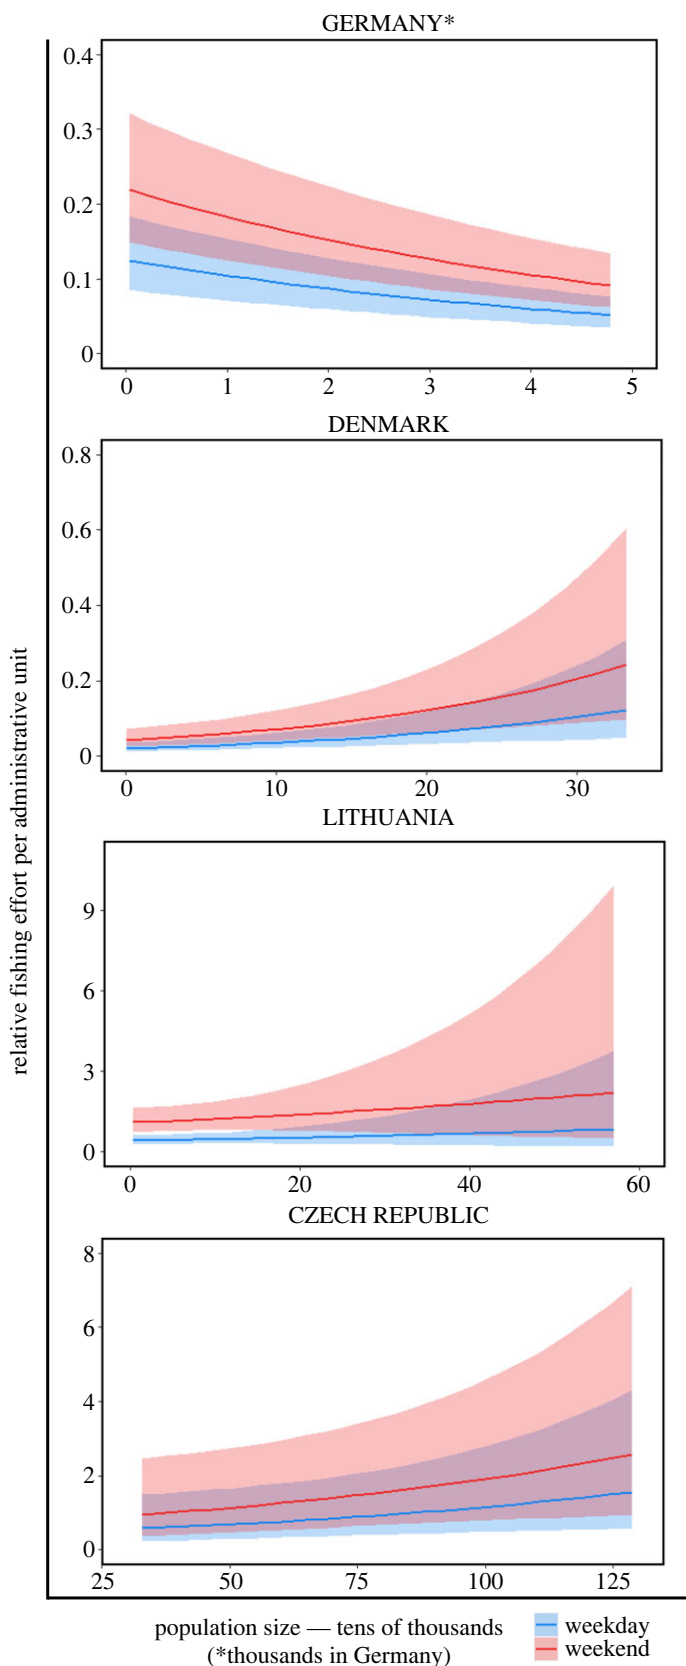 GERMANY*
0.4
0.3
0.2
0.1
0
0 1 2 3 4 5
DENMARK
0.8
0.6
0.4
0.2
0
0 10 20 30
LITHUANIA
9
6
3
0
0 20 40 60
CZECH REPUBLIC
8
6
4
2
0
25 50 75 100 125
relative fishing effort per administrative unit
population size — tens of thousands
(*thousands in Germany)
weekday
weekend